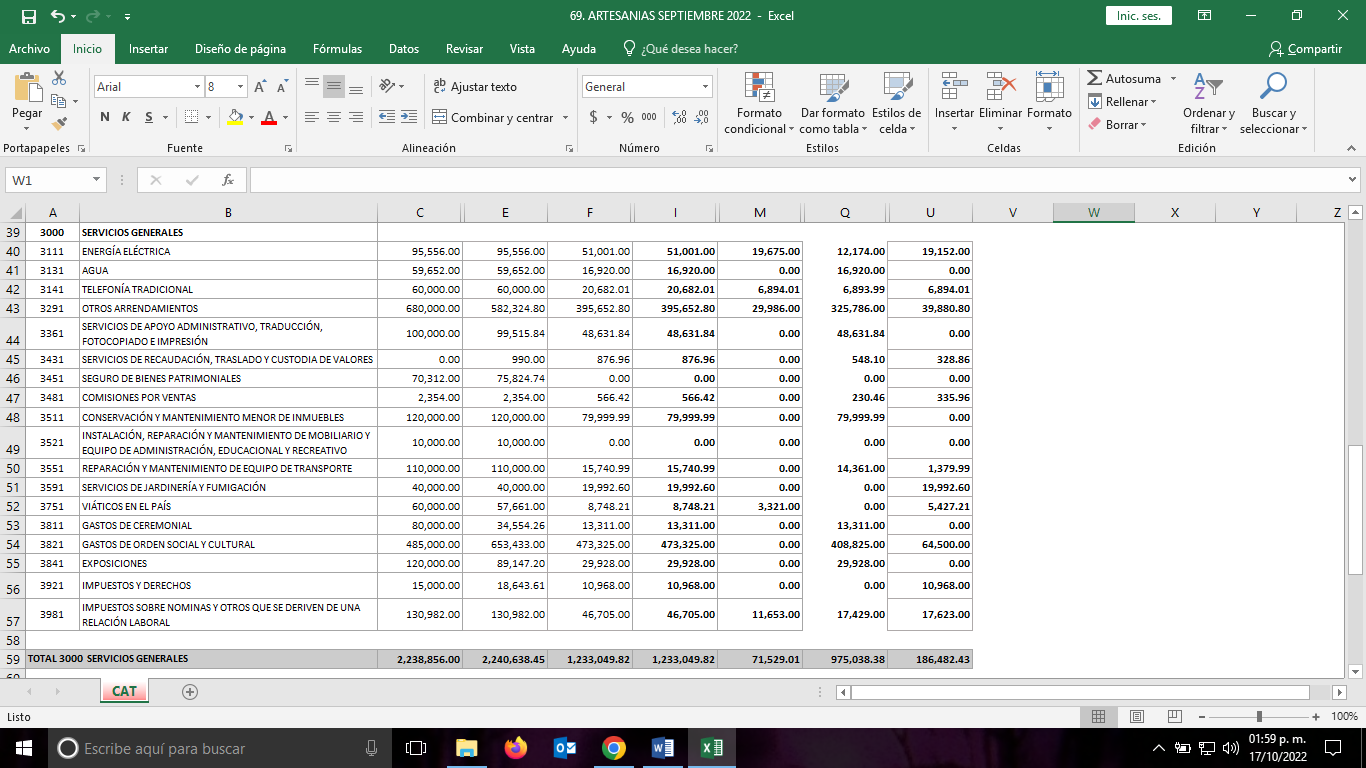 69. ARTESANIAS SEPTIEMBRE 2022 - Excel
Inic. ses.
Archivo Inicio Insertar Diseño de página Fórmulas Datos Revisar Vista Ayuda ¿Qué desea hacer? Compartir
Pegar
Arial 8
N K S
Ajustar texto
Combinar y centrar
General
$ % 000
Formato condicional
Dar formato como tabla
Estilos de celda
Insertar Eliminar Formato
Autosuma
Rellenar
Borrar
Ordenar y filtrar
Buscar y seleccionar
Portapapeles Fuente Alineación Número Estilos Celdas Edición
W1 fx
A B C E F I M Q U V W X Y Z
39 3000 SERVICIOS GENERALES
40 3111 ENERGÍA ELÉCTRICA 95,556.00 95,556.00 51,001.00 51,001.00 19,675.00 12,174.00 19,152.00
41 3131 AGUA 59,652.00 59,652.00 16,920.00 16,920.00 0.00 16,920.00 0.00
42 3141 TELEFONÍA TRADICIONAL 60,000.00 60,000.00 20,682.01 20,682.01 6,894.01 6,893.99 6,894.01
43 3291 OTROS ARRENDAMIENTOS 680,000.00 582,324.80 395,652.80 395,652.80 29,986.00 325,786.00 39,880.80
44 3361 SERVICIOS DE APOYO ADMINISTRATIVO, TRADUCCIÓN,
FOTOCOPIADO E IMPRESIÓN 100,000.00 99,515.84 48,631.84 48,631.84 0.00 48,631.84 0.00
45 3431 SERVICIOS DE RECAUDACIÓN, TRASLADO Y CUSTODIA DE VALORES 0.00 990.00 876.96 876.96 0.00 548.10 328.86
46 3451 SEGURO DE BIENES PATRIMONIALES 70,312.00 75,824.74 0.00 0.00 0.00 0.00 0.00
47 3481 COMISIONES POR VENTAS 2,354.00 2,354.00 566.42 566.42 0.00 230.46 335.96
48 3511 CONSERVACIÓN Y MANTENIMIENTO MENOR DE INMUEBLES 120,000.00 120,000.00 79,999.99 79,999.99 0.00 79,999.99 0.00
49 3521 INSTALACIÓN, REPARACIÓN Y MANTENIMIENTO DE MOBILIARIO Y
EQUIPO DE ADMINISTRACIÓN, EDUCACIONAL Y RECREATIVO 10,000.00 10,000.00 0.00 0.00 0.00 0.00 0.00
50 3551 REPARACIÓN Y MANTENIMIENTO DE EQUIPO DE TRANSPORTE 110,000.00 110,000.00 15,740.99 15,740.99 0.00 14,361.00 1,379.99
51 3591 SERVICIOS DE JARDINERÍA Y FUMIGACIÓN 40,000.00 40,000.00 19,992.60 19,992.60 0.00 0.00 19,992.60
52 3751 VIÁTICOS EN EL PAÍS 60,000.00 57,661.00 8,748.21 8,748.21 3,321.00 0.00 5,427.21
53 3811 GASTOS DE CEREMONIAL 80,000.00 34,554.26 13,311.00 13,311.00 0.00 13,311.00 0.00
54 3821 GASTOS DE ORDEN SOCIAL Y CULTURAL 485,000.00 653,433.00 473,325.00 473,325.00 0.00 408,825.00 64,500.00
55 3841 EXPOSICIONES 120,000.00 89,147.20 29,928.00 29,928.00 0.00 29,928.00 0.00
56 3921 IMPUESTOS Y DERECHOS 15,000.00 18,643.61 10,968.00 10,968.00 0.00 0.00 10,968.00
57 3981 IMPUESTOS SOBRE NOMINAS Y OTROS QUE SE DERIVEN DE UNA
RELACIÓN LABORAL 130,982.00 130,982.00 46,705.00 46,705.00 11,653.00 17,429.00 17,623.00
58
59 TOTAL 3000 SERVICIOS GENERALES 2,238,856.00 2,240,638.45 1,233,049.82 1,233,049.82 71,529.01 975,038.38 186,482.43
CAT
Listo 100%
Escribe aquí para buscar
01:59 p. m.
17/10/2022